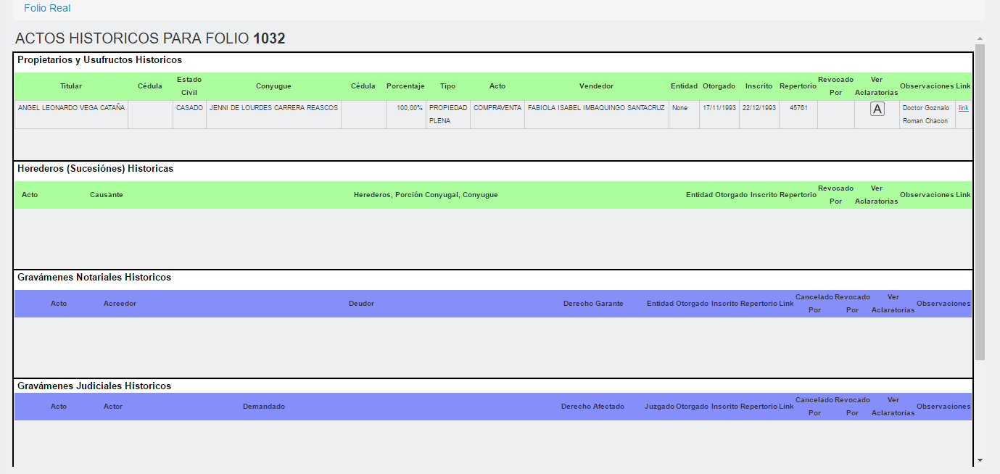 Folio Real
ACTOS HISTORICOS PARA FOLIO 1032
Propietarios y Usufructos Historicos
Titular Cédula Estado Civil Conyugue Cédula Porcentaje Tipo Acto Vendedor Entidad Otorgado Inscrito Repertorio Revocado Por Ver Aclaratorias Observaciones Link
ANGEL LEONARDO VEGA CATAÑA CASADO JENNI DE LOURDES CARRERA REASCOS 100,00% PROPIEDAD PLENA COMPRAVENTA FABIOLA ISABEL IMBAQUINGO SANTACRUZ None 17/11/1993 22/12/1993 45761 A Doctor Goznalo Roman Chacon link
Herederos (Sucesiónes) Historicas
Acto Causante Herederos, Porción Conyugal, Conyugue Entidad Otorgado Inscrito Repertorio Revocado Por Ver Aclaratorias Observaciones Link
Gravámenes Notariales Historicos
Acto Acreedor Deudor Derecho Garante Entidad Otorgado Inscrito Repertorio Link Cancelado Por Revocado Por Ver Aclaratorias Observaciones
Gravámenes Judiciales Historicos
Acto Actor Demandado Derecho Afectado Juzgado Otorgado Inscrito Repertorio Link Cancelado Por Revocado Por Ver Aclaratorias Observaciones